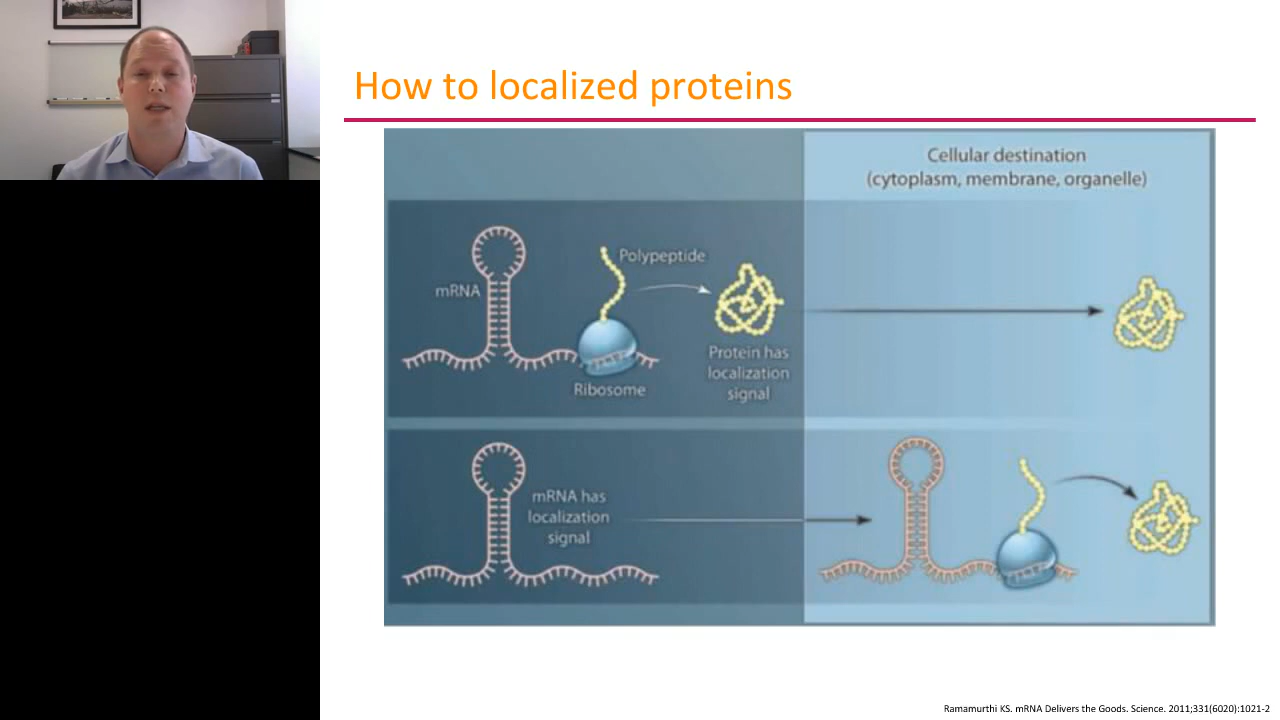 How to localized proteins
Cellular destination
(cytoplasm, membrane, organelle)
Polypeptide
mRNA
Protein has
localization
signal
Ribosome
mRNA has
localization
signal
Ramamurthi KS. mRNA Delivers the Goods. Science. 2011;331(6020):1021-2